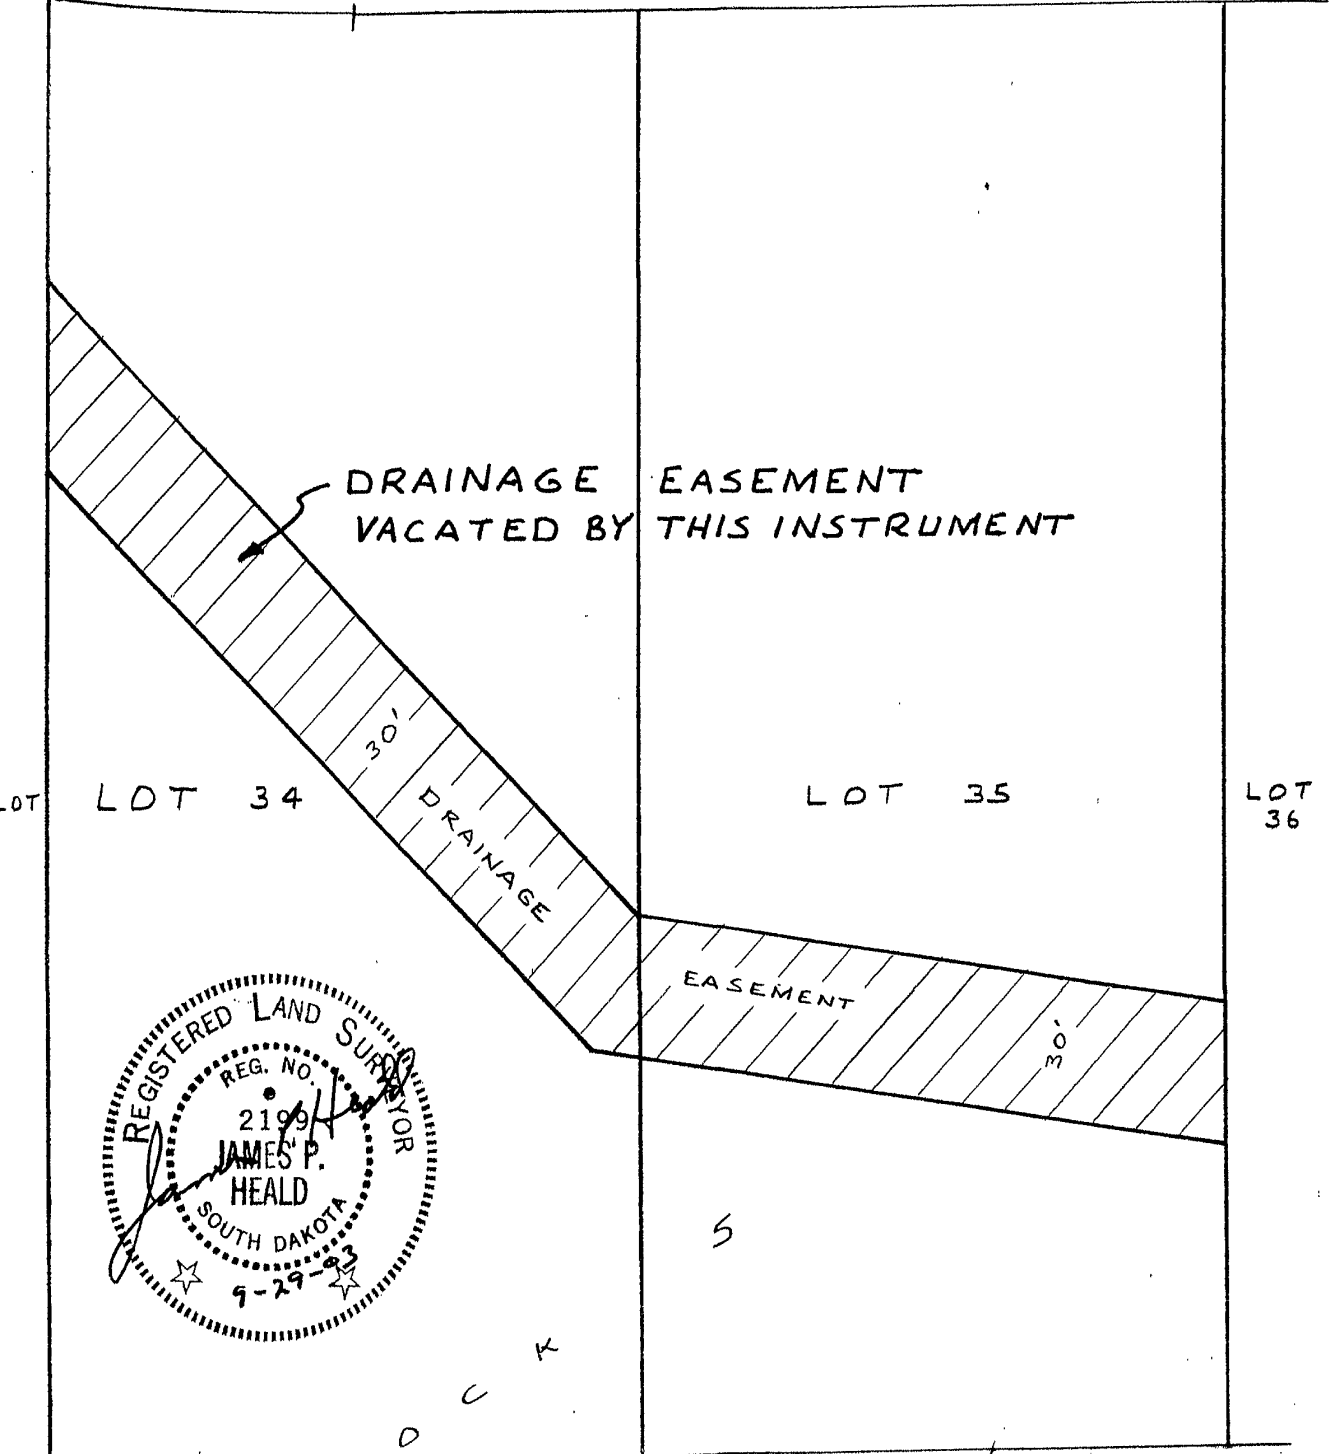 DRAINAGE EASEMENT
VACATED BY THIS INSTRUMENT
30'
DRAINAGE
LOT
LOT 34
LOT 35
LOT
36
EASEMENT
30'
REGISTERED LAND SURVEYOR
REG. NO.
2199
JAMES P.
HEALD
SOUTH DAKOTA
9-29-93
O C K 5